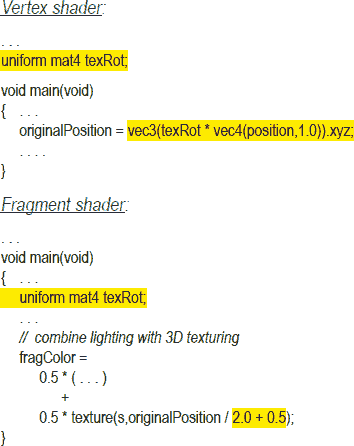 Vertex shader:
. . .
uniform mat4 texRot;
void main(void)
{ . . .
originalPosition = vec3(texRot * vec4(position,1.0)).xyz;
. . . .
}
Fragment shader:
. . .
void main(void)
{ . . .
uniform mat4 texRot;
. . .
// combine lighting with 3D texturing
fragColor =
0.5 * ( . . . )
+
0.5 * texture(s,originalPosition / 2.0 + 0.5);
}